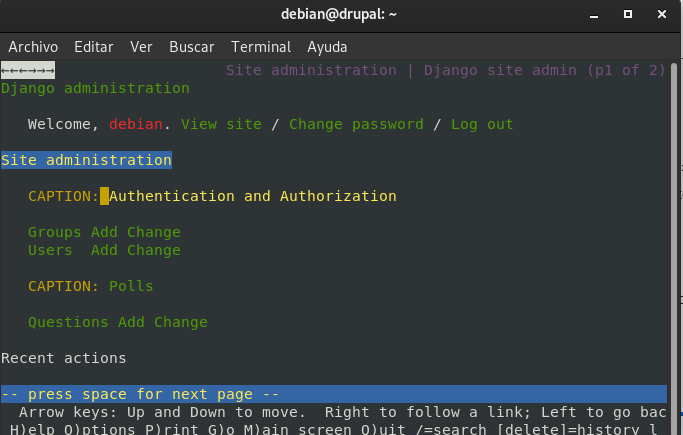 debian@drupal: ~
Archivo Editar Ver Buscar Terminal Ayuda
←←←→→→ Site administration | Django site admin (p1 of 2)
Django administration
Welcome, debian. View site / Change password / Log out
Site administration
CAPTION: Authentication and Authorization
Groups Add Change
Users Add Change
CAPTION: Polls
Questions Add Change
Recent actions
-- press space for next page --
Arrow keys: Up and Down to move. Right to follow a link; Left to go bac
H)elp O)ptions P)rint G)o M)ain screen Q)uit /=search [delete]=history l